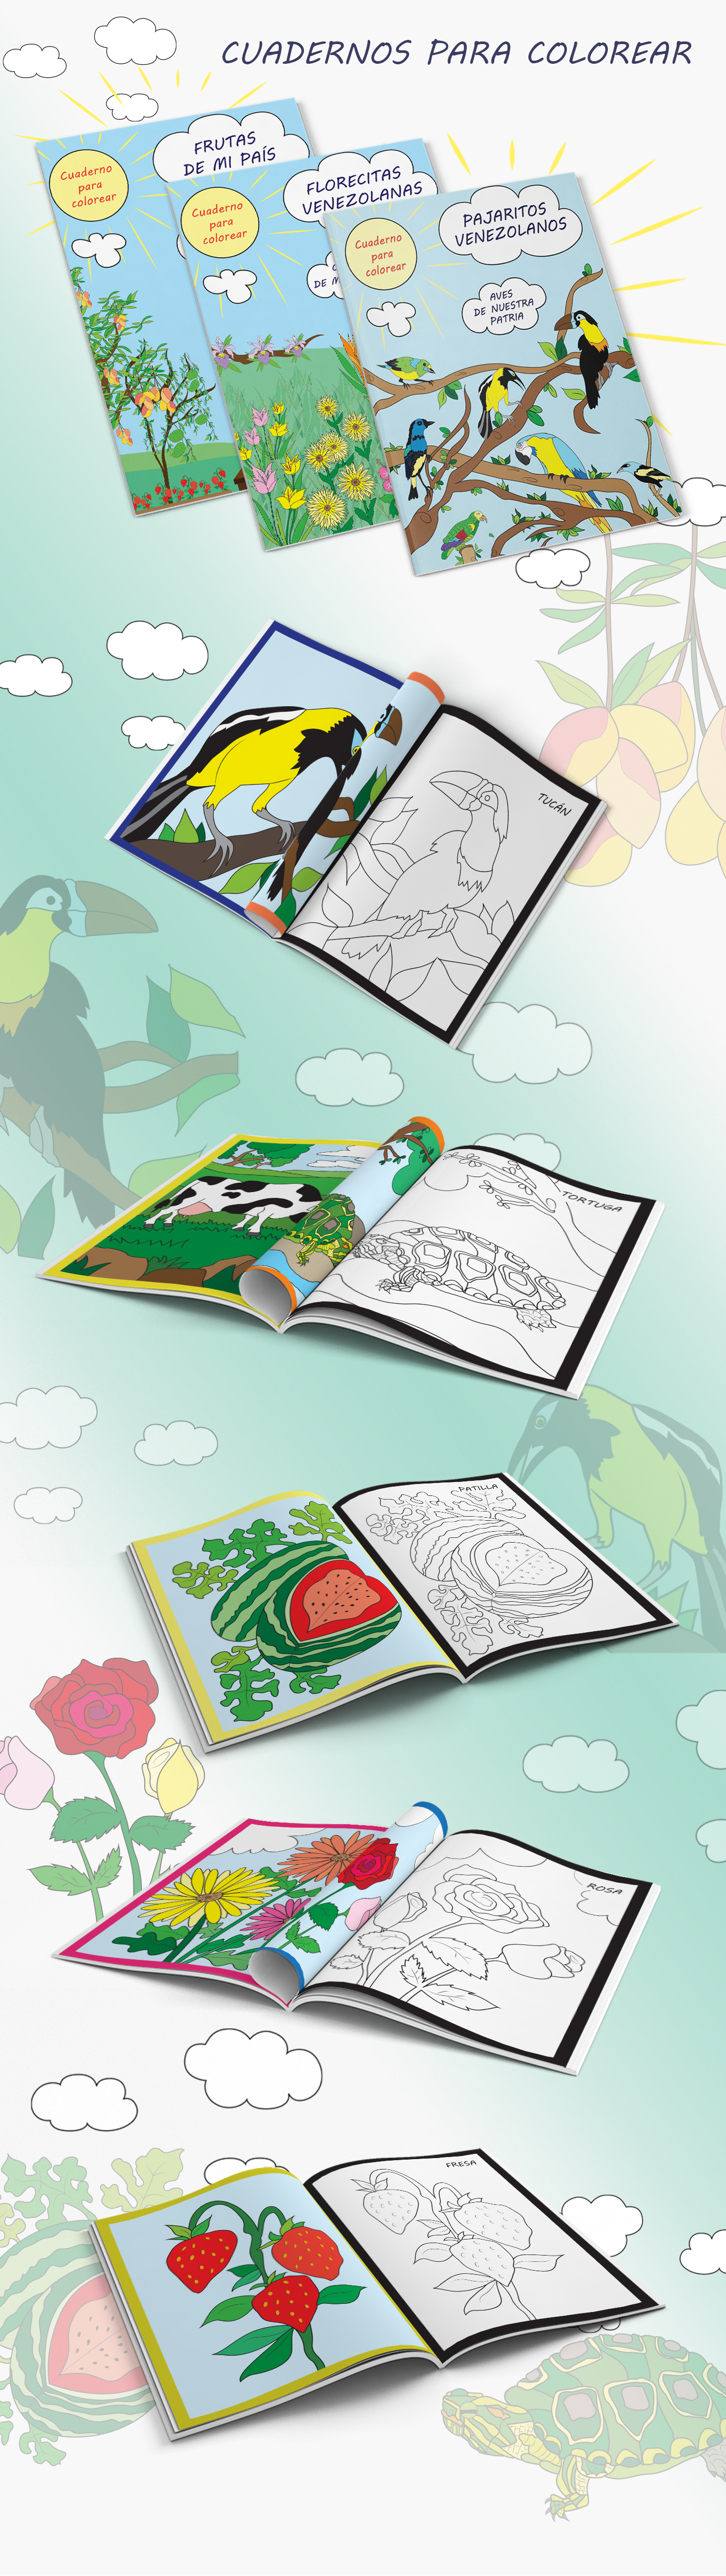 CUADERNOS PARA COLOREAR
Cuaderno
para
colorear
FRUTAS
DE MI PAÍS
Cuaderno
para
colorear
FLORECITAS
VENEZOLANAS
DE M
Cuaderno
para
colorear
PAJARITOS
VENEZOLANOS
AVES
DE NUESTRA
PATRIA
TUCÁN
TORTUGA
PATILLA
ROSA
FRESA